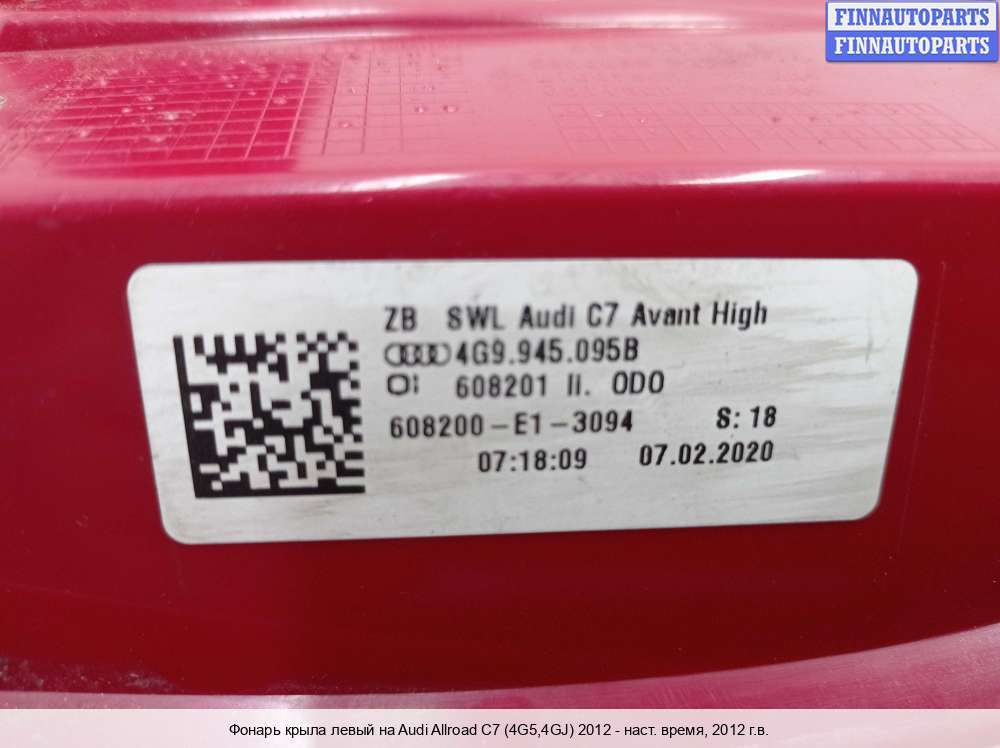 FINNAUTOPARTS
FINNAUTOPARTS
ZB SWL Audi C7 Avant High
4G9.945.095B
608201 li. ODO
608200-E1-3094 S: 18
07:18:09 07.02.2020
Фонарь крыла левый на Audi Allroad C7 (4G5,4GJ) 2012 - наст. время, 2012 г.в.